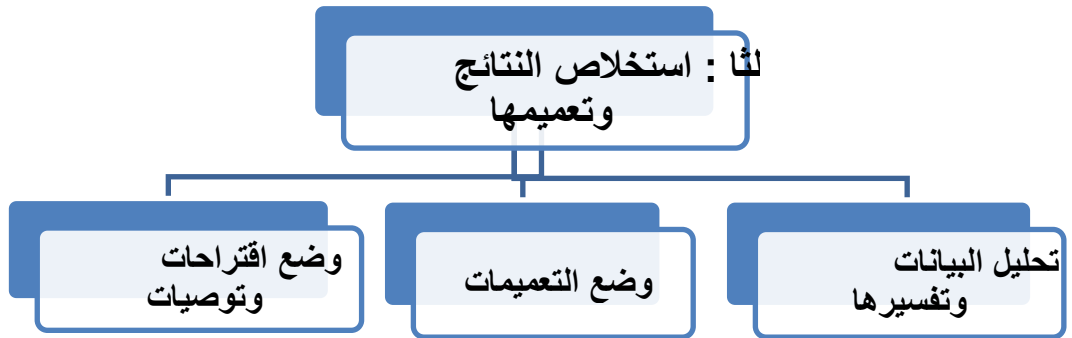 لثا : استخلاص النتائج
وتعميمها
تحليل البيانات
وتفسيرها
وضع التعميمات
وضع اقتراحات
وتوصيات